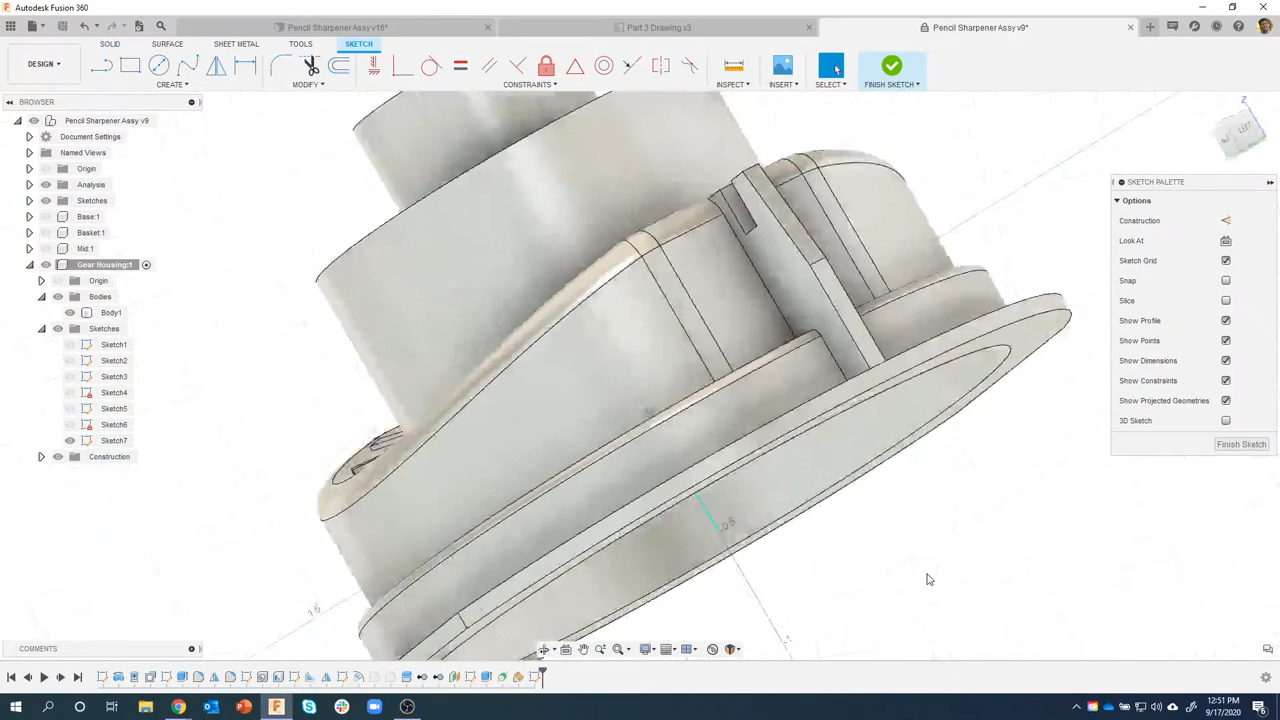 Autodesk Fusion 360
Pencil Sharpener Assy v16*
Part 3 Drawing v3
Pencil Sharpener Assy v9*
SOLID
SURFACE
SHEET METAL
TOOLS
SKETCH
DESIGN
CREATE
MODIFY
CONSTRAINTS
INSPECT
INSERT
SELECT
FINISH SKETCH
BROWSER
Pencil Sharpener Assy v9
Document Settings
Named Views
Origin
Analysis
Sketches
Base:1
Basket:1
Mid:1
Gear Housing:1
Origin
Bodies
Body1
Sketches
Sketch1
Sketch2
Sketch3
Sketch4
Sketch5
Sketch6
Sketch7
Construction
Z
LEFT
SKETCH PALETTE
Options
Construction
Look At
Sketch Grid
Snap
Slice
Show Profile
Show Points
Show Dimensions
Show Constraints
Show Projected Geometries
3D Sketch
Finish Sketch
1.5
COMMENTS
12:51 PM
9/17/2020
6